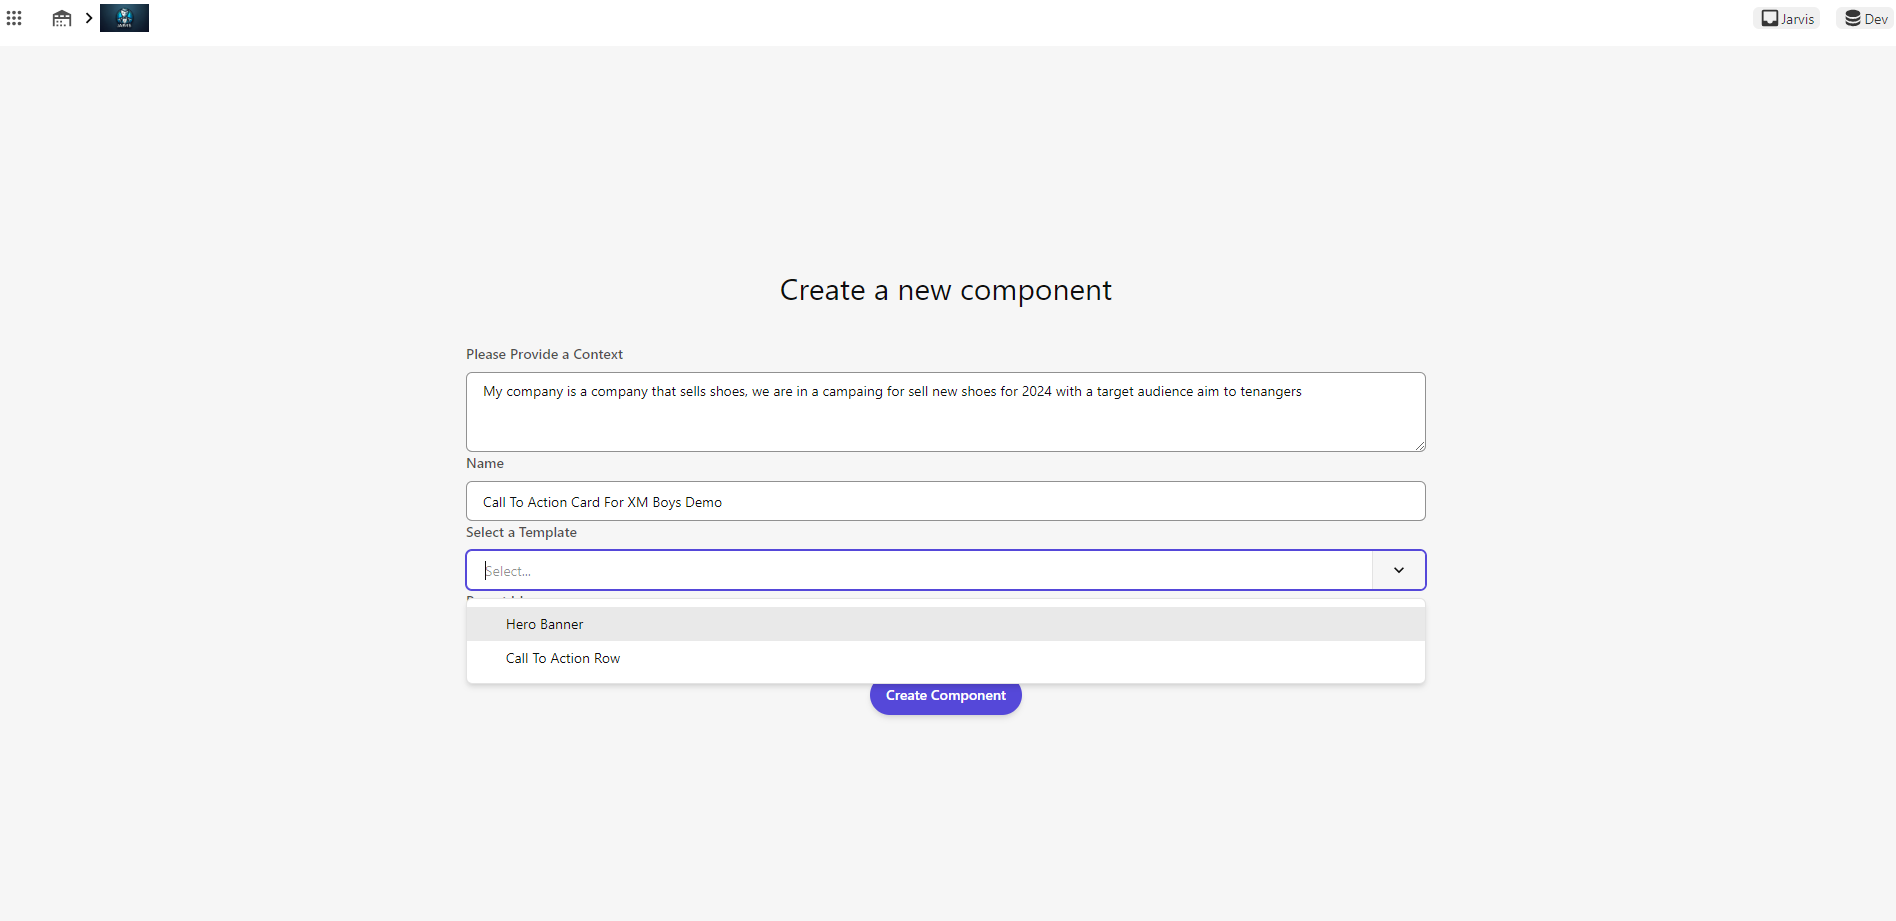 Jarvis
Dev
Create a new component
Please Provide a Context
My company is a company that sells shoes, we are in a campaing for sell new shoes for 2024 with a target audience aim to tenangers
Name
Call To Action Card For XM Boys Demo
Select a Template
Select...
Hero Banner
Call To Action Row
Create Component